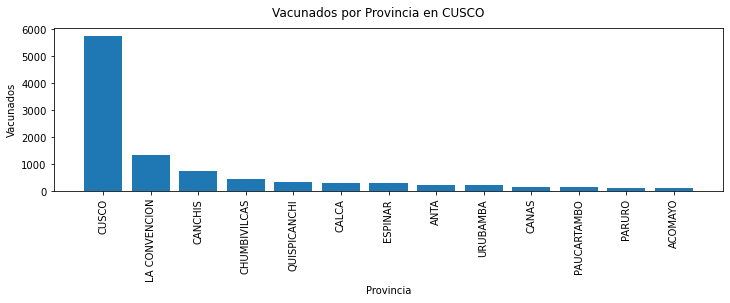 Vacunados por Provincia en CUSCO
Vacunados
6000
5000
4000
3000
2000
1000
0
CUSCO
LA CONVENCION
CANCHIS
CHUMBIVILCAS
QUISPICANCHI
CALCA
ESPINAR
ANTA
URUBAMBA
CANAS
PAUCARTAMBO
PARURO
ACOMAYO
Provincia